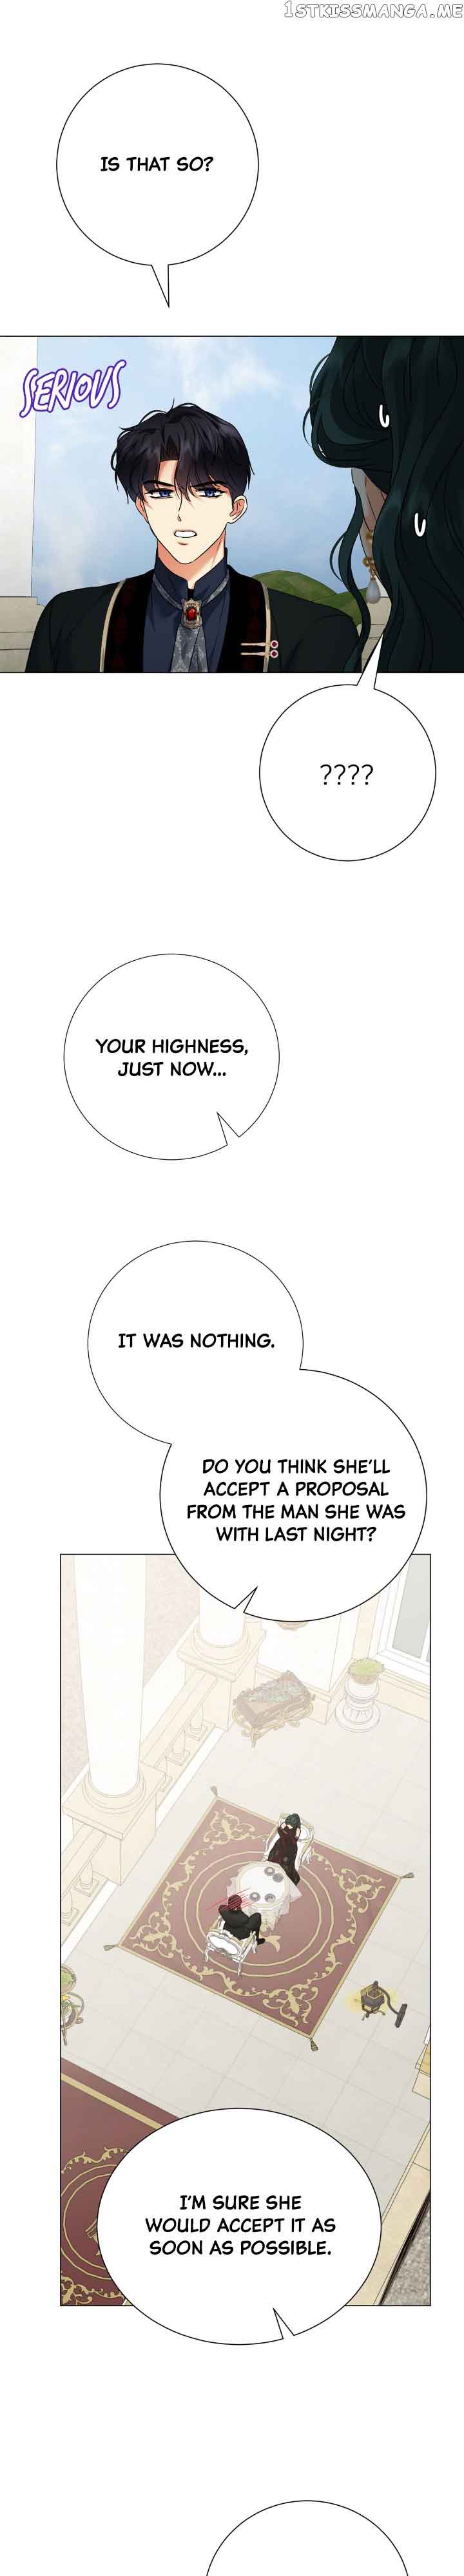 1STKISSMANGA.ME
IS THAT SO?
SERIOUS
????
YOUR HIGHNESS,
JUST NOW...
IT WAS NOTHING.
DO YOU THINK SHE'LL
ACCEPT A PROPOSAL
FROM THE MAN SHE WAS
WITH LAST NIGHT?
I'M SURE SHE
WOULD ACCEPT IT AS
SOON AS POSSIBLE.